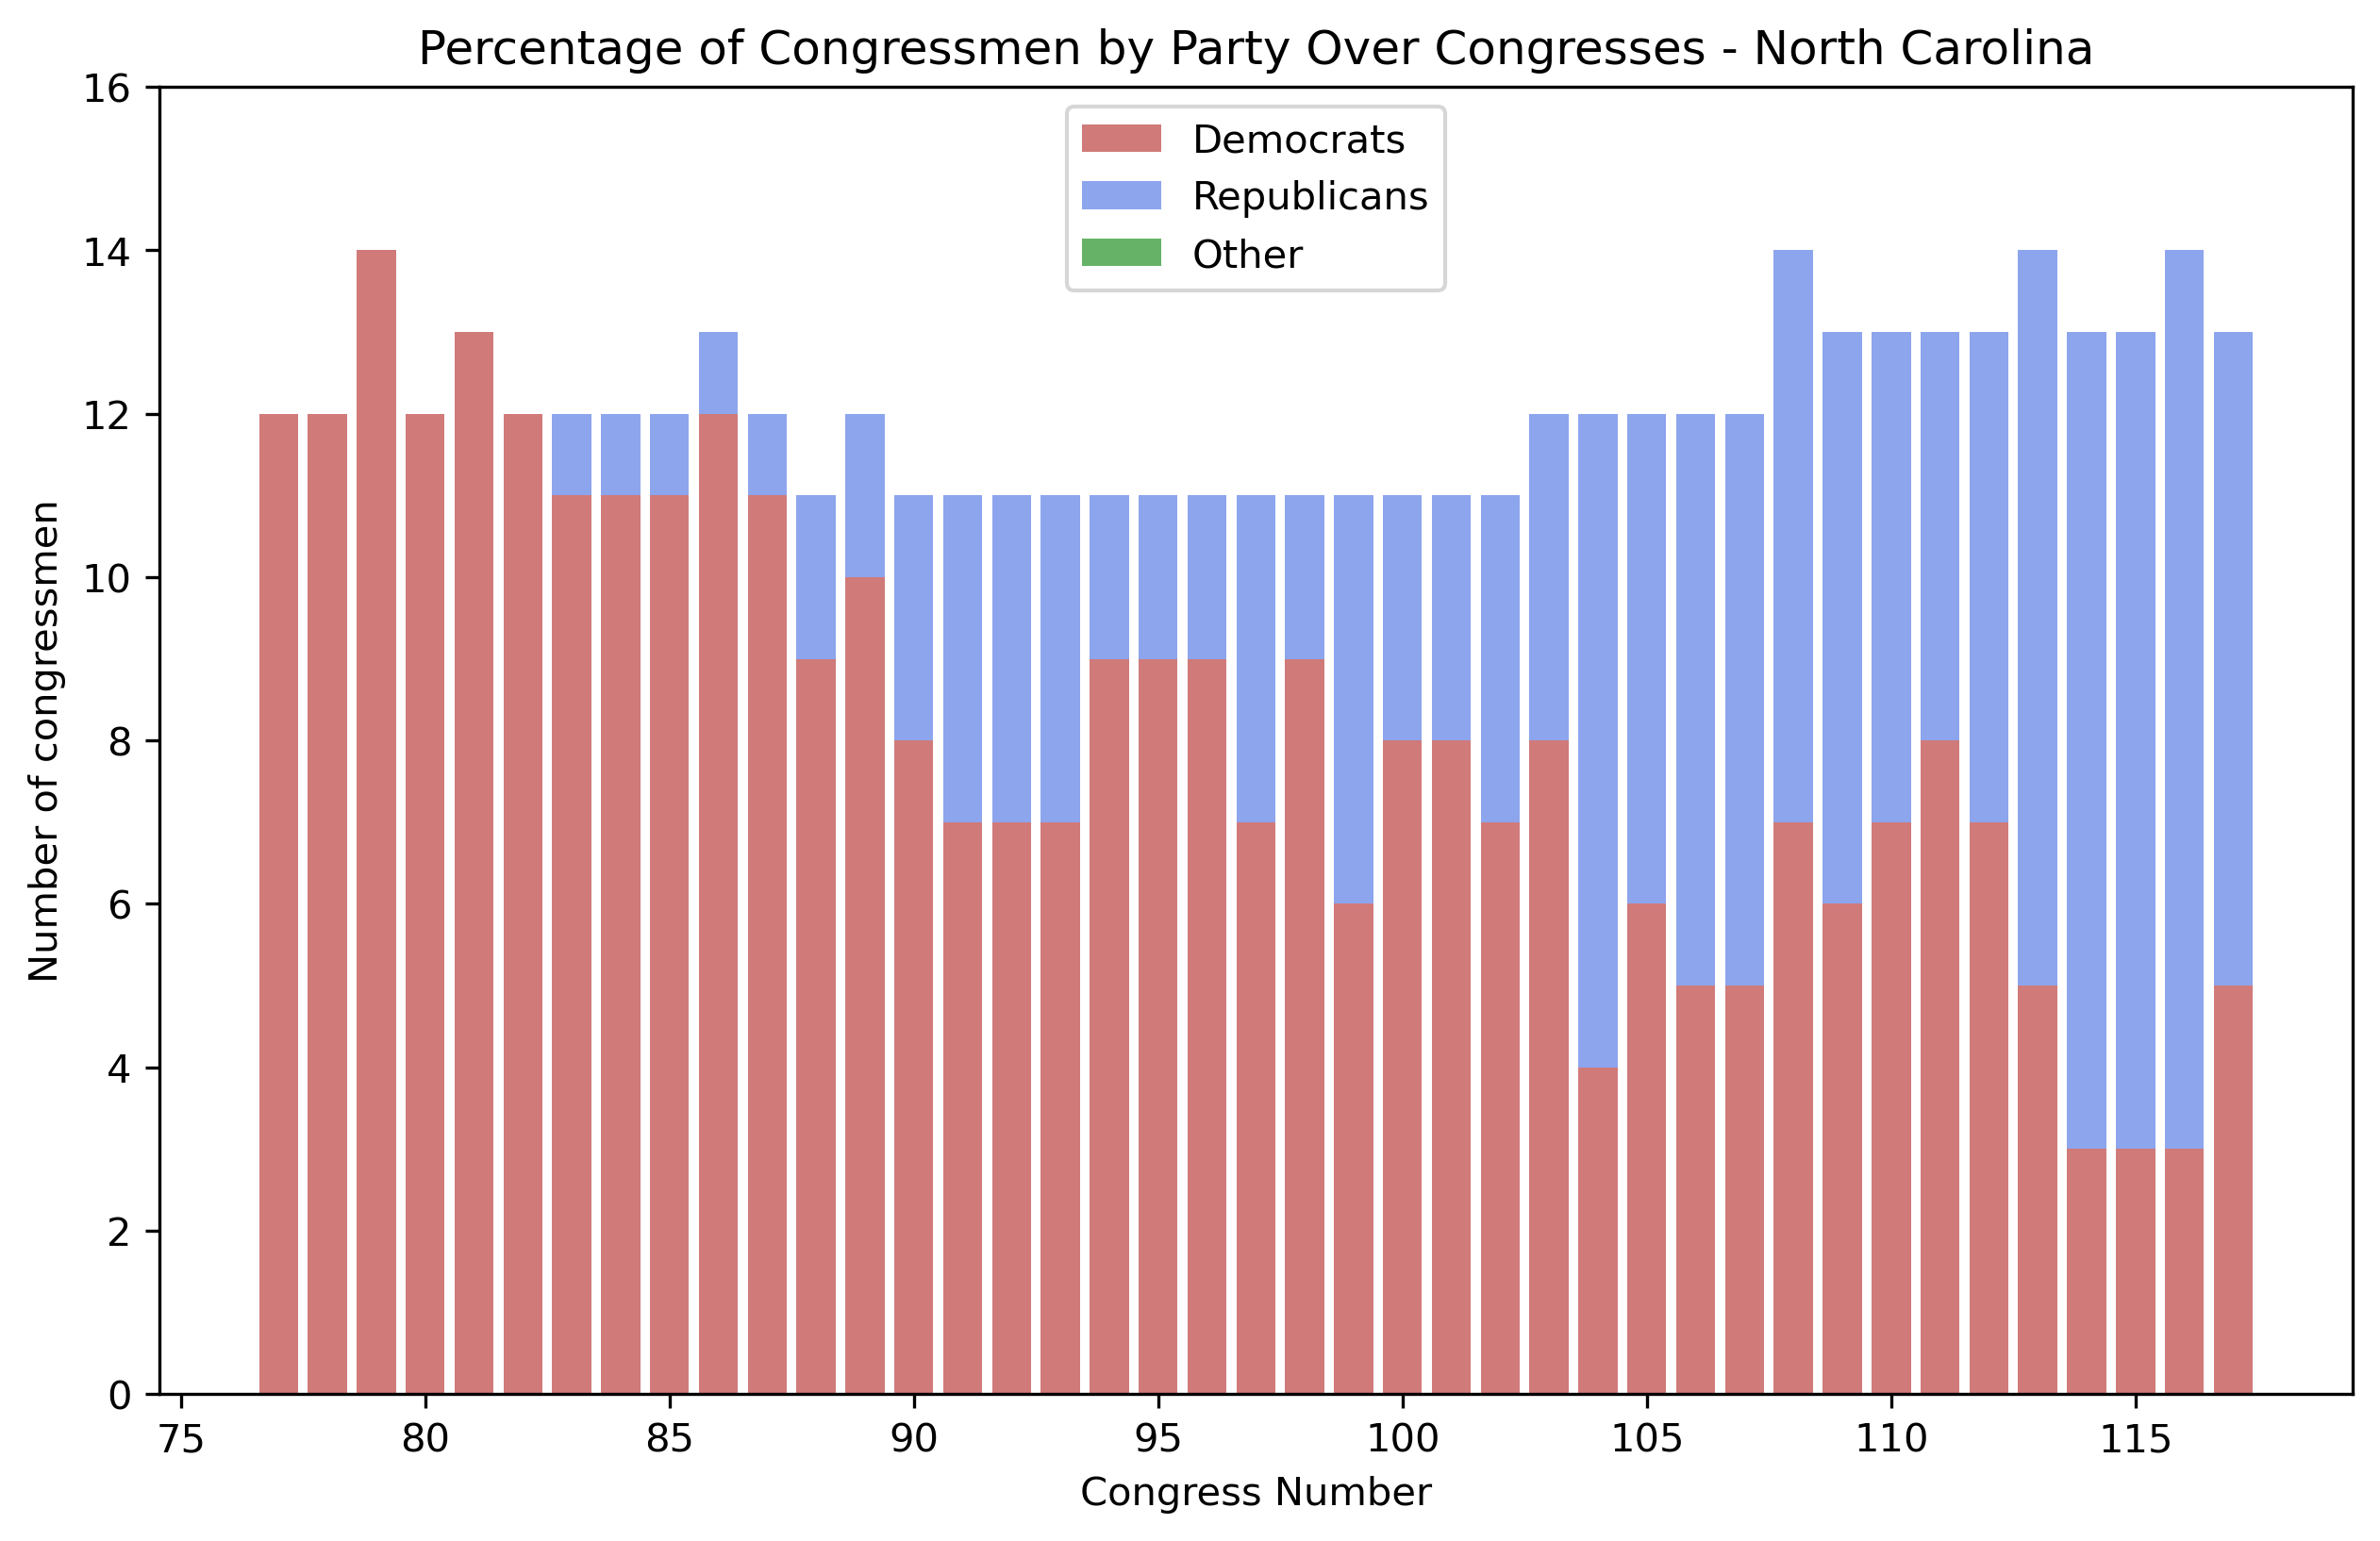 Percentage of Congressmen by Party Over Congresses - North Carolina
Democrats
Republicans
Other
Number of congressmen
16
14
12
10
8
6
4
2
0
75 80 85 90 95 100 105 110 115
Congress Number